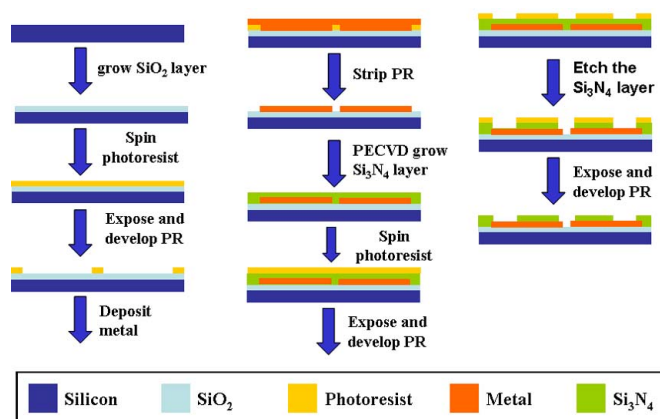 grow SiO₂ layer
Spin
photoresist
Expose and
develop PR
Deposit
metal
Strip PR
PECVD grow
Si₃N₄ layer
Spin
photoresist
Expose and
develop PR
Etch the
Si₃N₄ layer
Expose and
develop PR
Silicon SiO₂ Photoresist Metal Si₃N₄